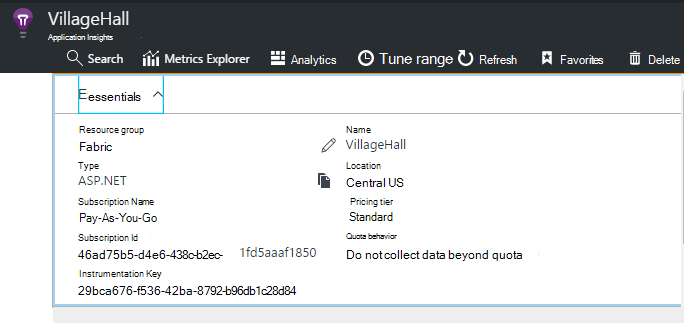 VillageHall
Application Insights
Search Metrics Explorer Analytics Tune range Refresh Favorites Delete
Eessentials
Resource group Name
Fabric VillageHall
Type Location
ASP.NET Central US
Subscription Name Pricing tier
Pay-As-You-Go Standard
Subscription Id Quota behavior
46ad75b5-d4e6-438c-b2ec- 1fd5aaaf1850 Do not collect data beyond quota
Instrumentation Key
29bca676-f536-42ba-8792-b96db1c28d84